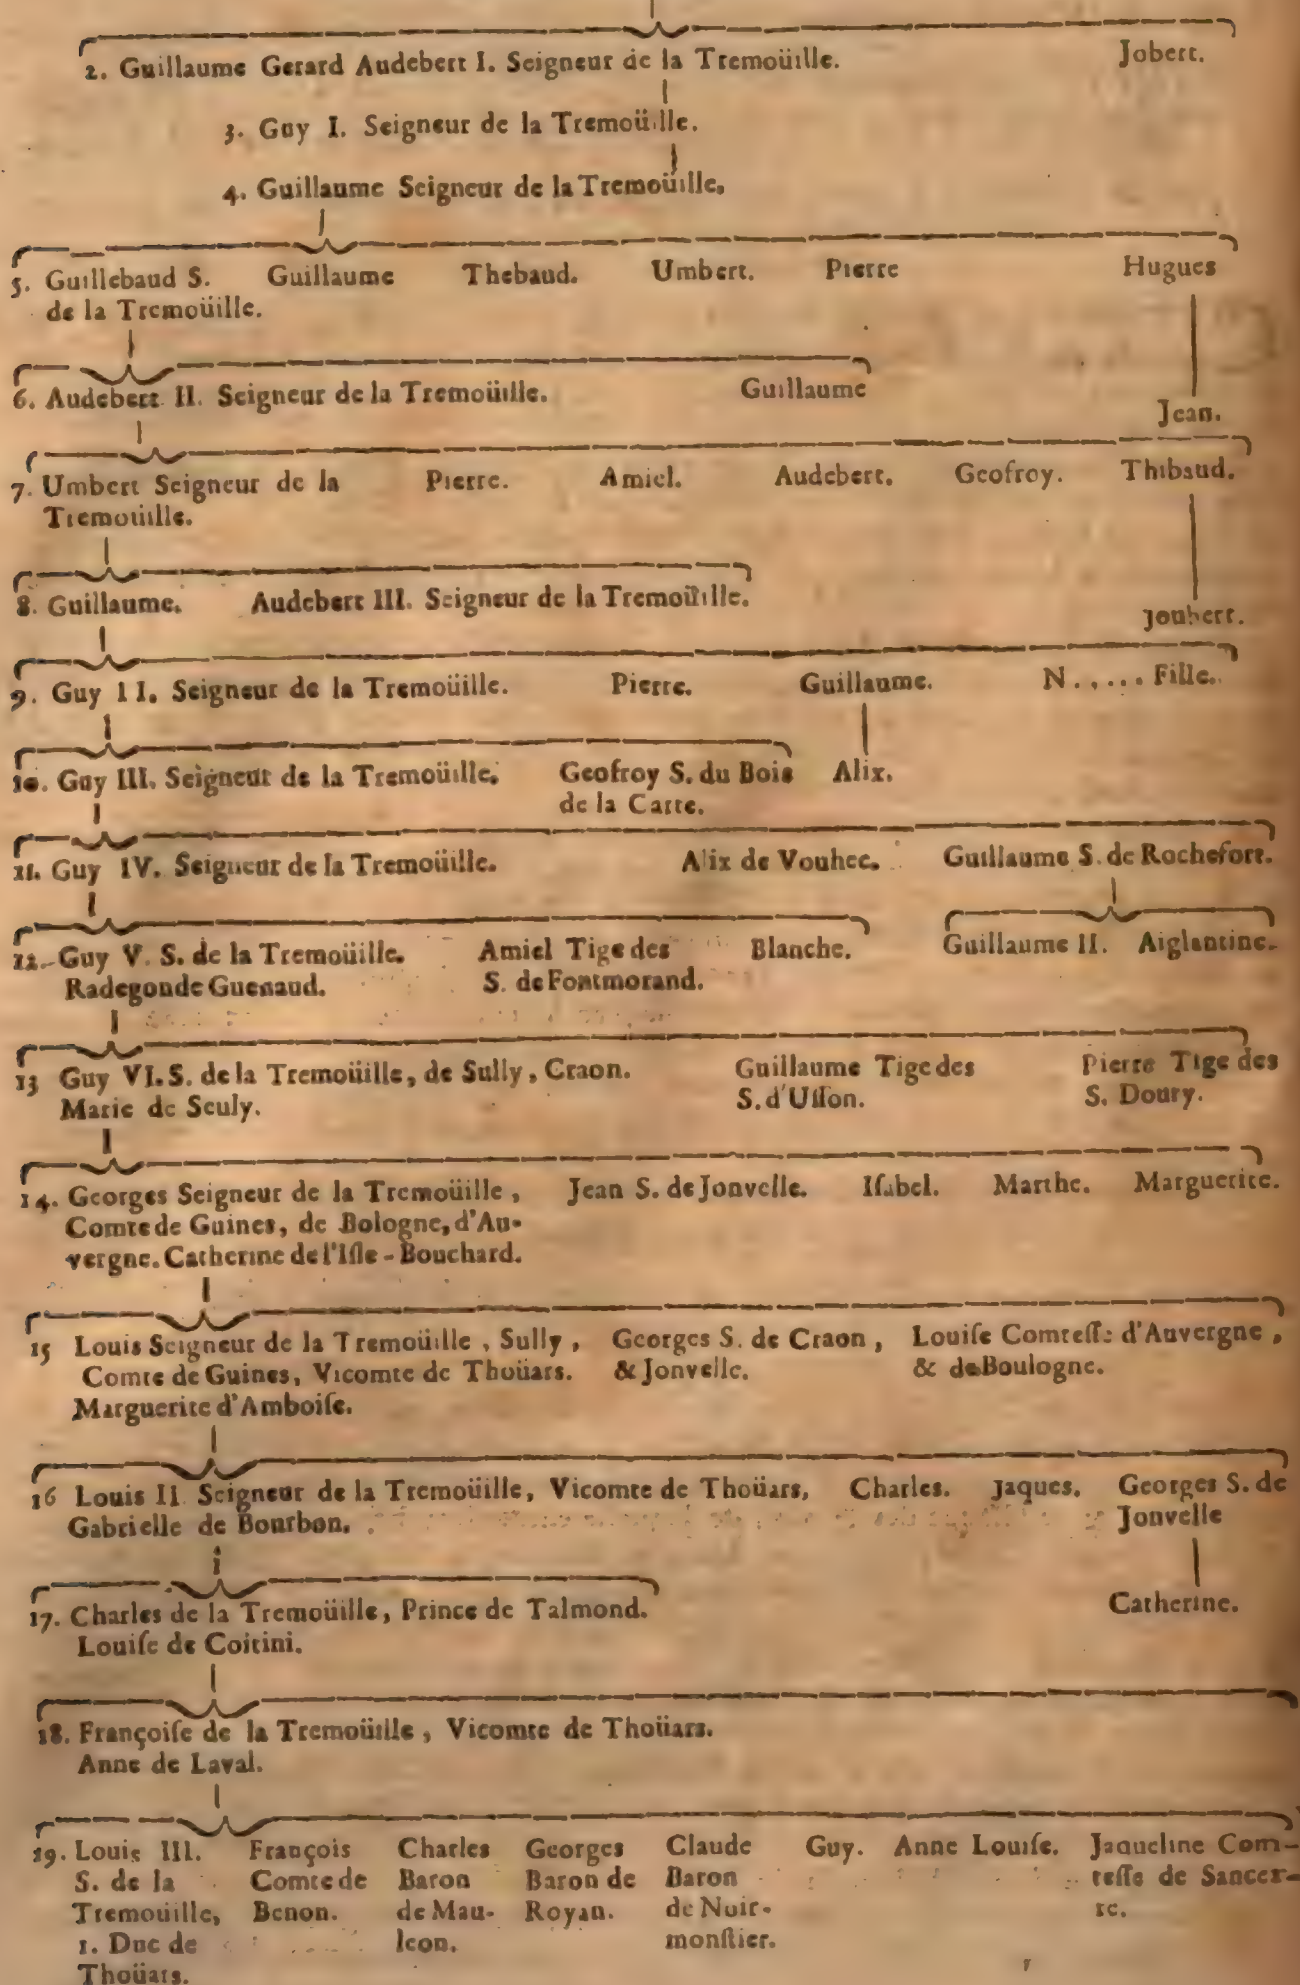 2. Guillaume Gerard Audebert I. Seigneur de la Tremoüille. Jobert.
3. Guy I. Seigneur de la Tremoüille.
4. Guillaume Seigneur de la Tremoüille.
5. Guillebaud S. Guillaume Thebaud. Umbert. Pierre Hugues
de la Tremoüille.
6. Audebert II. Seigneur de la Tremoüille. Guillaume
Jean.
7. Umbert Seigneur de la Pierre. Amiel. Audebert. Geofroy. Thibaud.
Tremoüille.
8. Guillaume. Audebert III. Seigneur de la Tremoüille.
Joubert.
9. Guy II. Seigneur de la Tremoüille. Pierre. Guillaume. N...... Fille.
10. Guy III. Seigneur de la Tremoüille. Geofroy S. du Bois Alix.
de la Carte.
11. Guy IV. Seigneur de la Tremoüille. Alix de Vouhec. Guillaume S. de Rochefort.
12. Guy V. S. de la Tremoüille. Amiel Tige des Blanche. Guillaume II. Aiglantine.
Radegonde Guenaud. S. de Fontmorand.
13 Guy VI. S. de la Tremoüille, de Sully, Craon. Guillaume Tige des Pierre Tige des
Marie de Seuly. S. d'Usson. S. Doury.
14. Georges Seigneur de la Tremoüille, Jean S. de Jonvelle. Isabel. Marthe. Marguerite.
Comte de Guines, de Bologne, d'Au-
vergne. Catherine de l'Isle-Bouchard.
15 Louis Seigneur de la Tremoüille, Sully, Georges S. de Craon, Louise Comtesse d'Auvergne,
Comte de Guines, Vicomte de Thoüars. & Jonvelle. & de Boulogne.
Marguerite d'Amboise.
16 Louis II. Seigneur de la Tremoüille, Vicomte de Thoüars, Charles. Jaques. Georges S. de
Gabrielle de Bourbon. Jonvelle
17. Charles de la Tremoüille, Prince de Talmond. Catherine.
Louise de Coitini.
18. Françoise de la Tremoüille, Vicomte de Thoüars.
Anne de Laval.
19. Louis III. François Charles Georges Claude Guy. Anne Louise. Jaqueline Com-
S. de la Comte de Baron Baron de Baron tesse de Sancer-
Tremouille, Benon. de Mau- Royan. de Noir- re.
1. Duc de leon. monstier.
Thoüars.